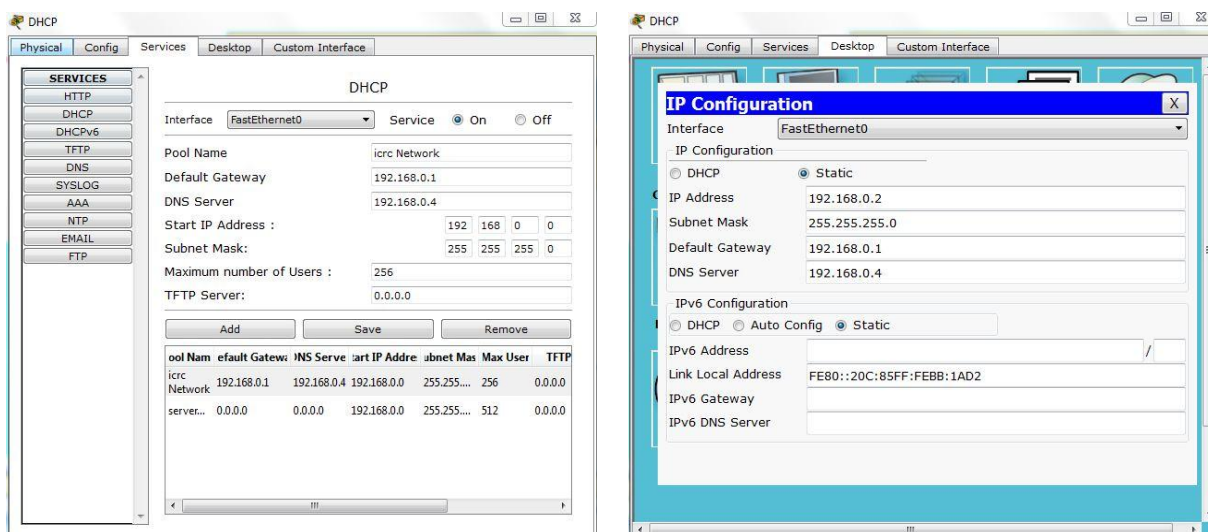 DHCP
Physical Config Services Desktop Custom Interface
SERVICES
HTTP
DHCP
DHCPv6
TFTP
DNS
SYSLOG
AAA
NTP
EMAIL
FTP
DHCP
Interface FastEthernet0 Service On Off
Pool Name icrc Network
Default Gateway 192.168.0.1
DNS Server 192.168.0.4
Start IP Address : 192 168 0 0
Subnet Mask: 255 255 255 0
Maximum number of Users : 256
TFTP Server: 0.0.0.0
Add Save Remove
ool Nam efault Gatewa DNS Serve tart IP Addre ubnet Mas Max User TFTP
icrc
Network 192.168.0.1 192.168.0.4 192.168.0.0 255.255.... 256 0.0.0.0
server... 0.0.0.0 0.0.0.0 192.168.0.0 255.255.... 512 0.0.0.0
DHCP
Physical Config Services Desktop Custom Interface
IP Configuration X
Interface FastEthernet0
IP Configuration
DHCP Static
IP Address 192.168.0.2
Subnet Mask 255.255.255.0
Default Gateway 192.168.0.1
DNS Server 192.168.0.4
IPv6 Configuration
DHCP Auto Config Static
IPv6 Address /
Link Local Address FE80::20C:85FF:FEBB:1AD2
IPv6 Gateway
IPv6 DNS Server